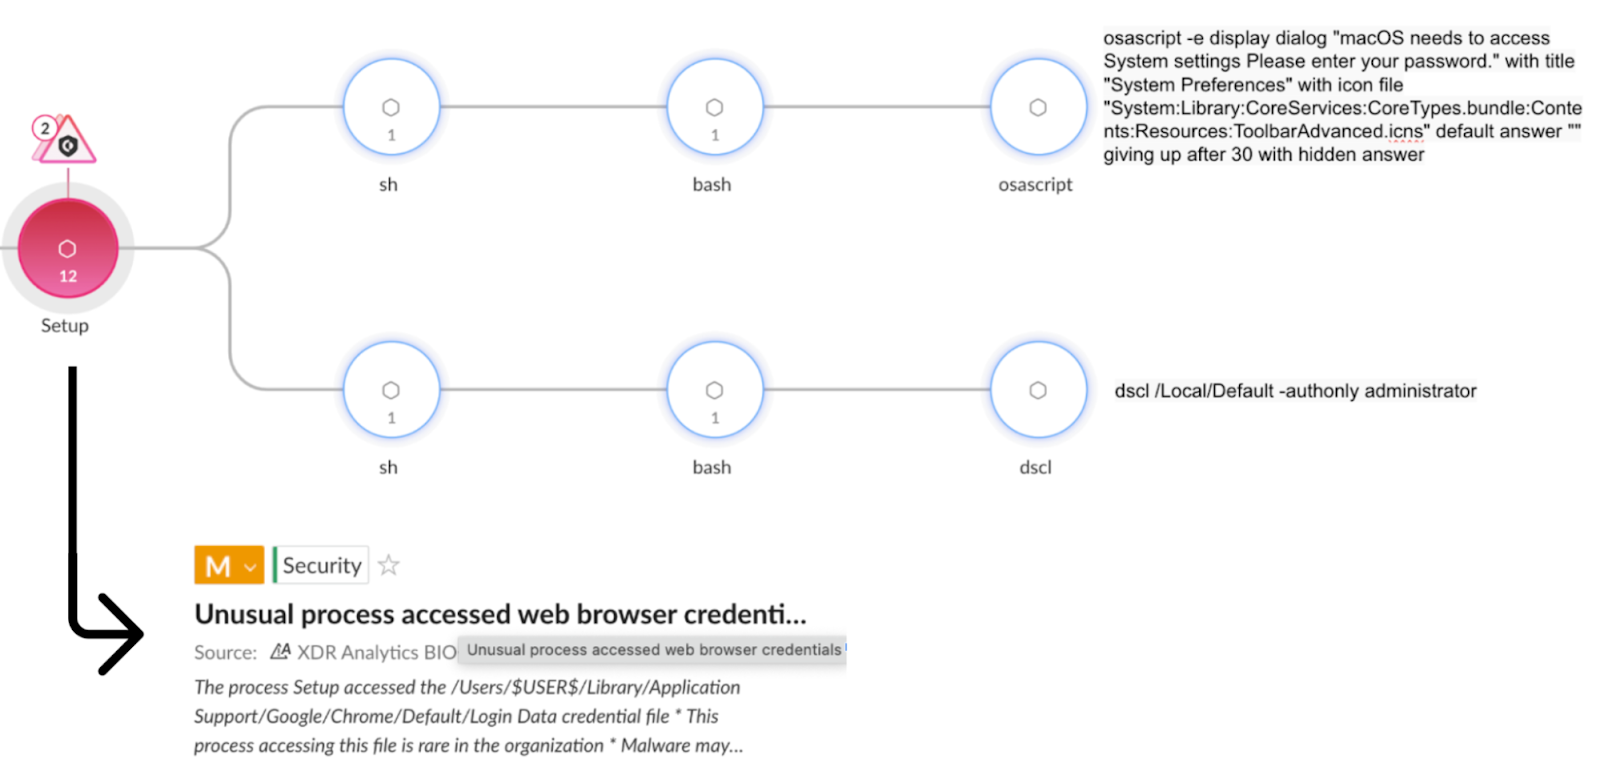 osascript -e display dialog "macOS needs to access
System settings Please enter your password." with title
"System Preferences" with icon file
"System:Library:CoreServices:CoreTypes.bundle:Conte
nts:Resources:ToolbarAdvanced.icns" default answer ""
giving up after 30 with hidden answer
2
1
1
sh
bash
osascript
12
Setup
1
1
dscl /Local/Default -authonly administrator
sh
bash
dscl
M
Security
Unusual process accessed web browser credenti...
Source: XDR Analytics BIO
Unusual process accessed web browser credentials
The process Setup accessed the /Users/$USER$/Library/Application
Support/Google/Chrome/Default/Login Data credential file * This
process accessing this file is rare in the organization * Malware may...